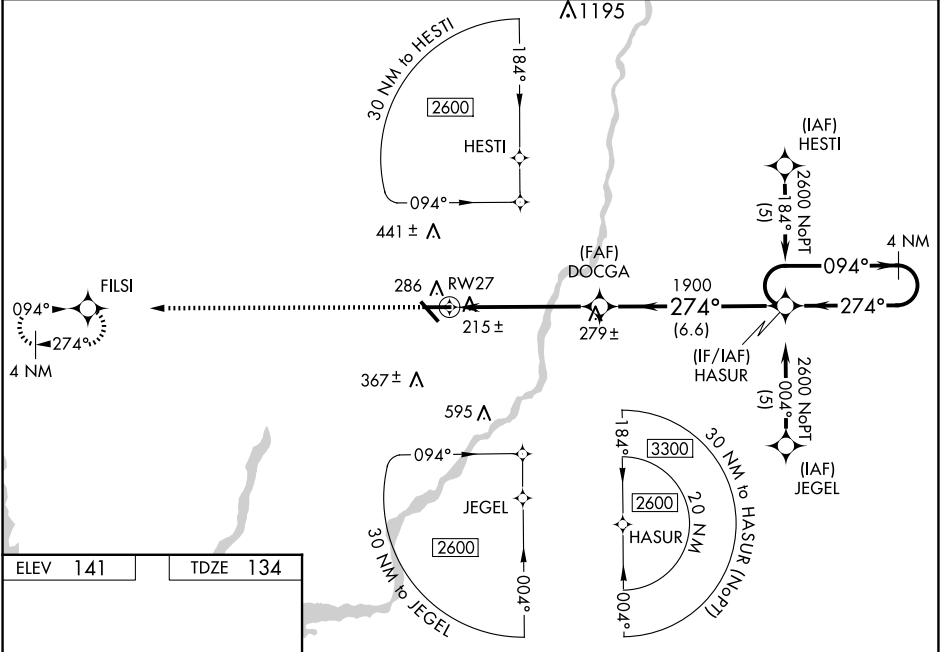 1195
30 NM to HESTI
184°
2600
HESTI
094°
441 ±
(IAF)
HESTI
2600 NoPT
184°
(5)
4 NM
094°
274°
(FAF)
DOCGA
1900
274°
(6.6)
279 ±
(IF/IAF)
HASUR
286
RW27
215 ±
FILSI
094°
274°
4 NM
367 ±
595
2600 NoPT
004°
(5)
(IAF)
JEGEL
094°
JEGEL
2600
004°
30 NM to JEGEL
184°
3300
30 NM to HASUR (NoPT)
2600
20 NM
HASUR
004°
ELEV 141
TDZE 134